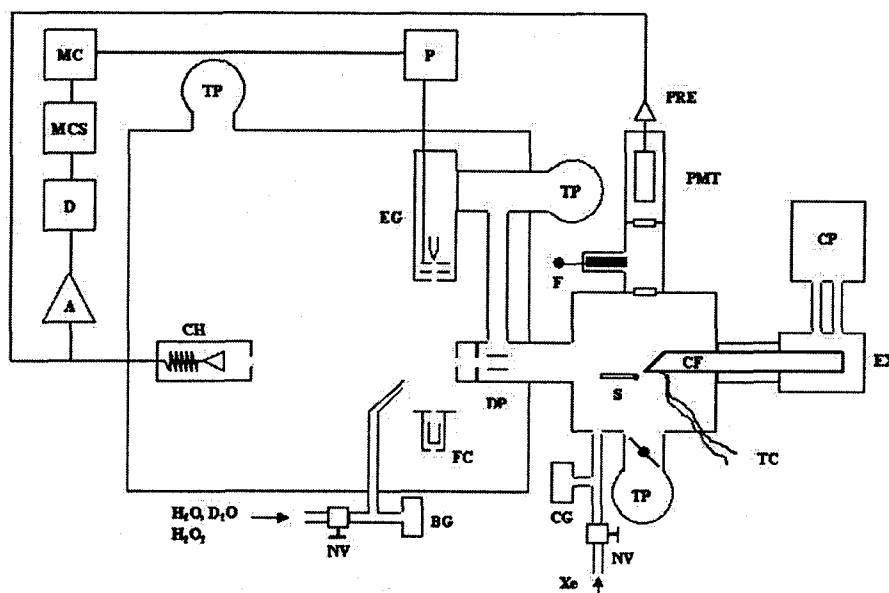 MC
P
TP
PRE
MCS
PMT
TP
D
EG
CP
F
A
CH
CF
EX
S
DP
FC
TC
H₂O, D₂O
H₂O₂
NV
BG
CG
TP
NV
Xe